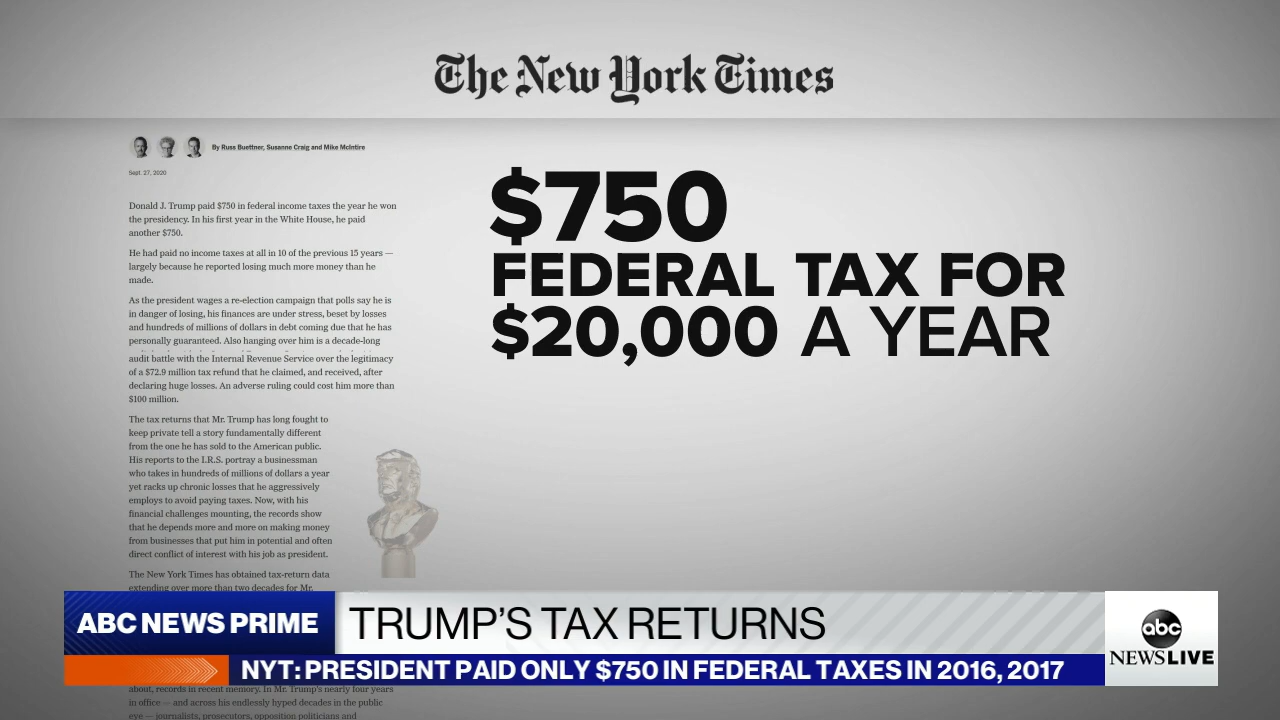 The New York Times
By Russ Buettner, Susanne Craig and Mike McIntire
Sept. 27, 2020
Donald J. Trump paid $750 in federal income taxes the year he won
the presidency. In his first year in the White House, he paid
another $750.
He had paid no income taxes at all in 10 of the previous 15 years —
largely because he reported losing much more money than he
made.
As the president wages a re-election campaign that polls say he is
in danger of losing, his finances are under stress, beset by losses
and hundreds of millions of dollars in debt coming due that he has
personally guaranteed. Also hanging over him is a decade-long
audit battle with the Internal Revenue Service over the legitimacy
of a $72.9 million tax refund that he claimed, and received, after
declaring huge losses. An adverse ruling could cost him more than
$100 million.
The tax returns that Mr. Trump has long fought to
keep private tell a story fundamentally different
from the one he has sold to the American public.
His reports to the I.R.S. portray a businessman
who takes in hundreds of millions of dollars a year
yet racks up chronic losses that he aggressively
employs to avoid paying taxes. Now, with his
financial challenges mounting, the records show
that he depends more and more on making money
from businesses that put him in potential and often
direct conflict of interest with his job as president.
The New York Times has obtained tax-return data
extending over more than two decades for Mr.
$750
FEDERAL TAX FOR
$20,000 A YEAR
ABC NEWS PRIME
TRUMP'S TAX RETURNS
NYT: PRESIDENT PAID ONLY $750 IN FEDERAL TAXES IN 2016, 2017
abc
NEWS LIVE
about, records in recent memory. In Mr. Trump's nearly four years
in office — and across his endlessly hyped decades in the public
eye — journalists, prosecutors, opposition politicians and